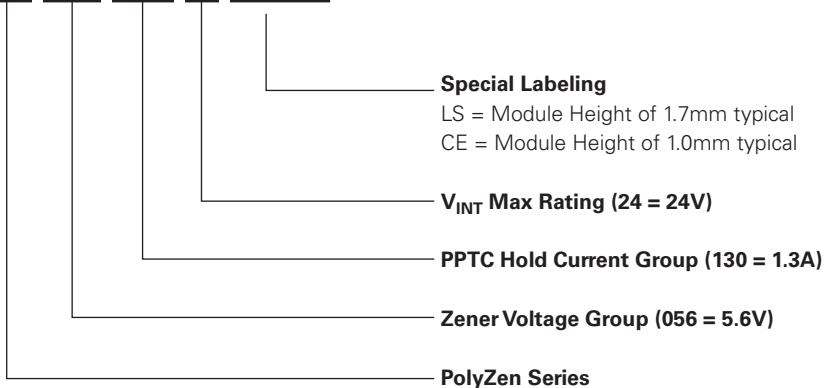 Special Labeling
LS = Module Height of 1.7mm typical
CE = Module Height of 1.0mm typical
VINT Max Rating (24 = 24V)
PPTC Hold Current Group (130 = 1.3A)
Zener Voltage Group (056 = 5.6V)
PolyZen Series